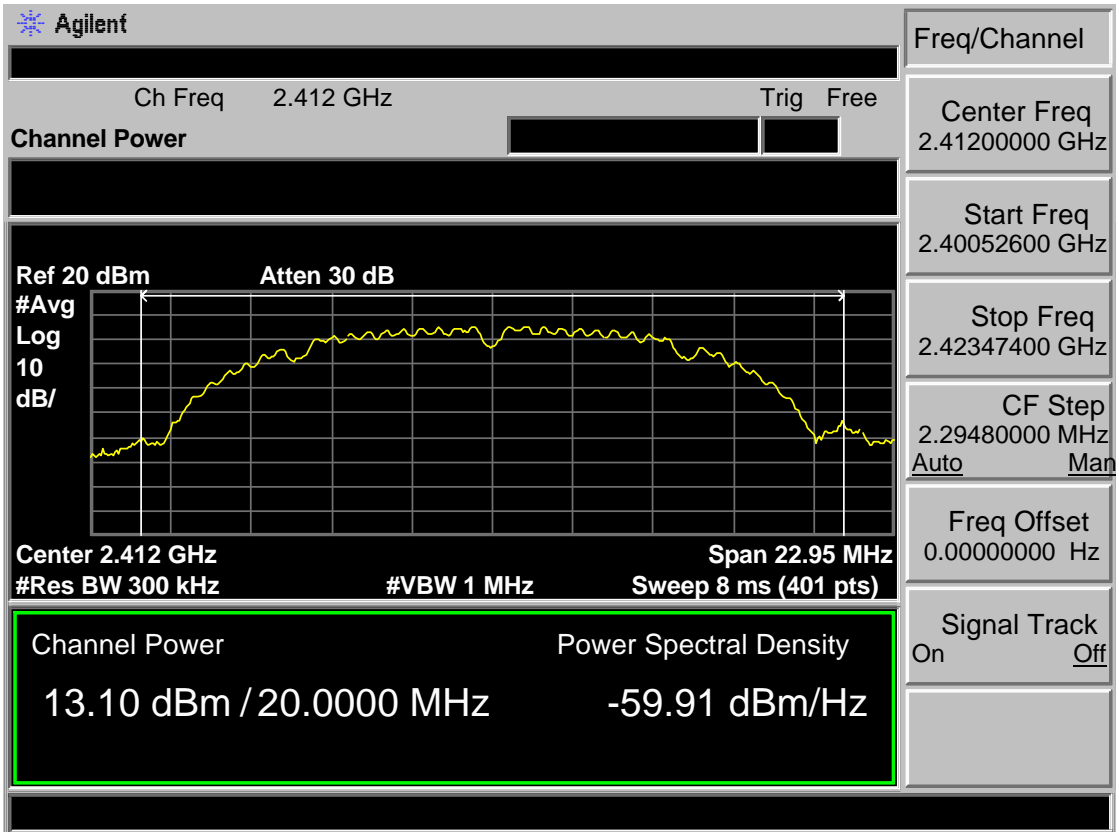 Agilent
Freq/Channel
Ch Freq 2.412 GHz Trig Free
Channel Power
Center Freq
2.41200000 GHz
Start Freq
2.40052600 GHz
Stop Freq
2.42347400 GHz
CF Step
2.29480000 MHz
Auto Man
Freq Offset
0.00000000 Hz
Signal Track
On Off
Ref 20 dBm Atten 30 dB
#Avg
Log
10
dB/
Center 2.412 GHz Span 22.95 MHz
#Res BW 300 kHz #VBW 1 MHz Sweep 8 ms (401 pts)
Channel Power Power Spectral Density
13.10 dBm / 20.0000 MHz -59.91 dBm/Hz